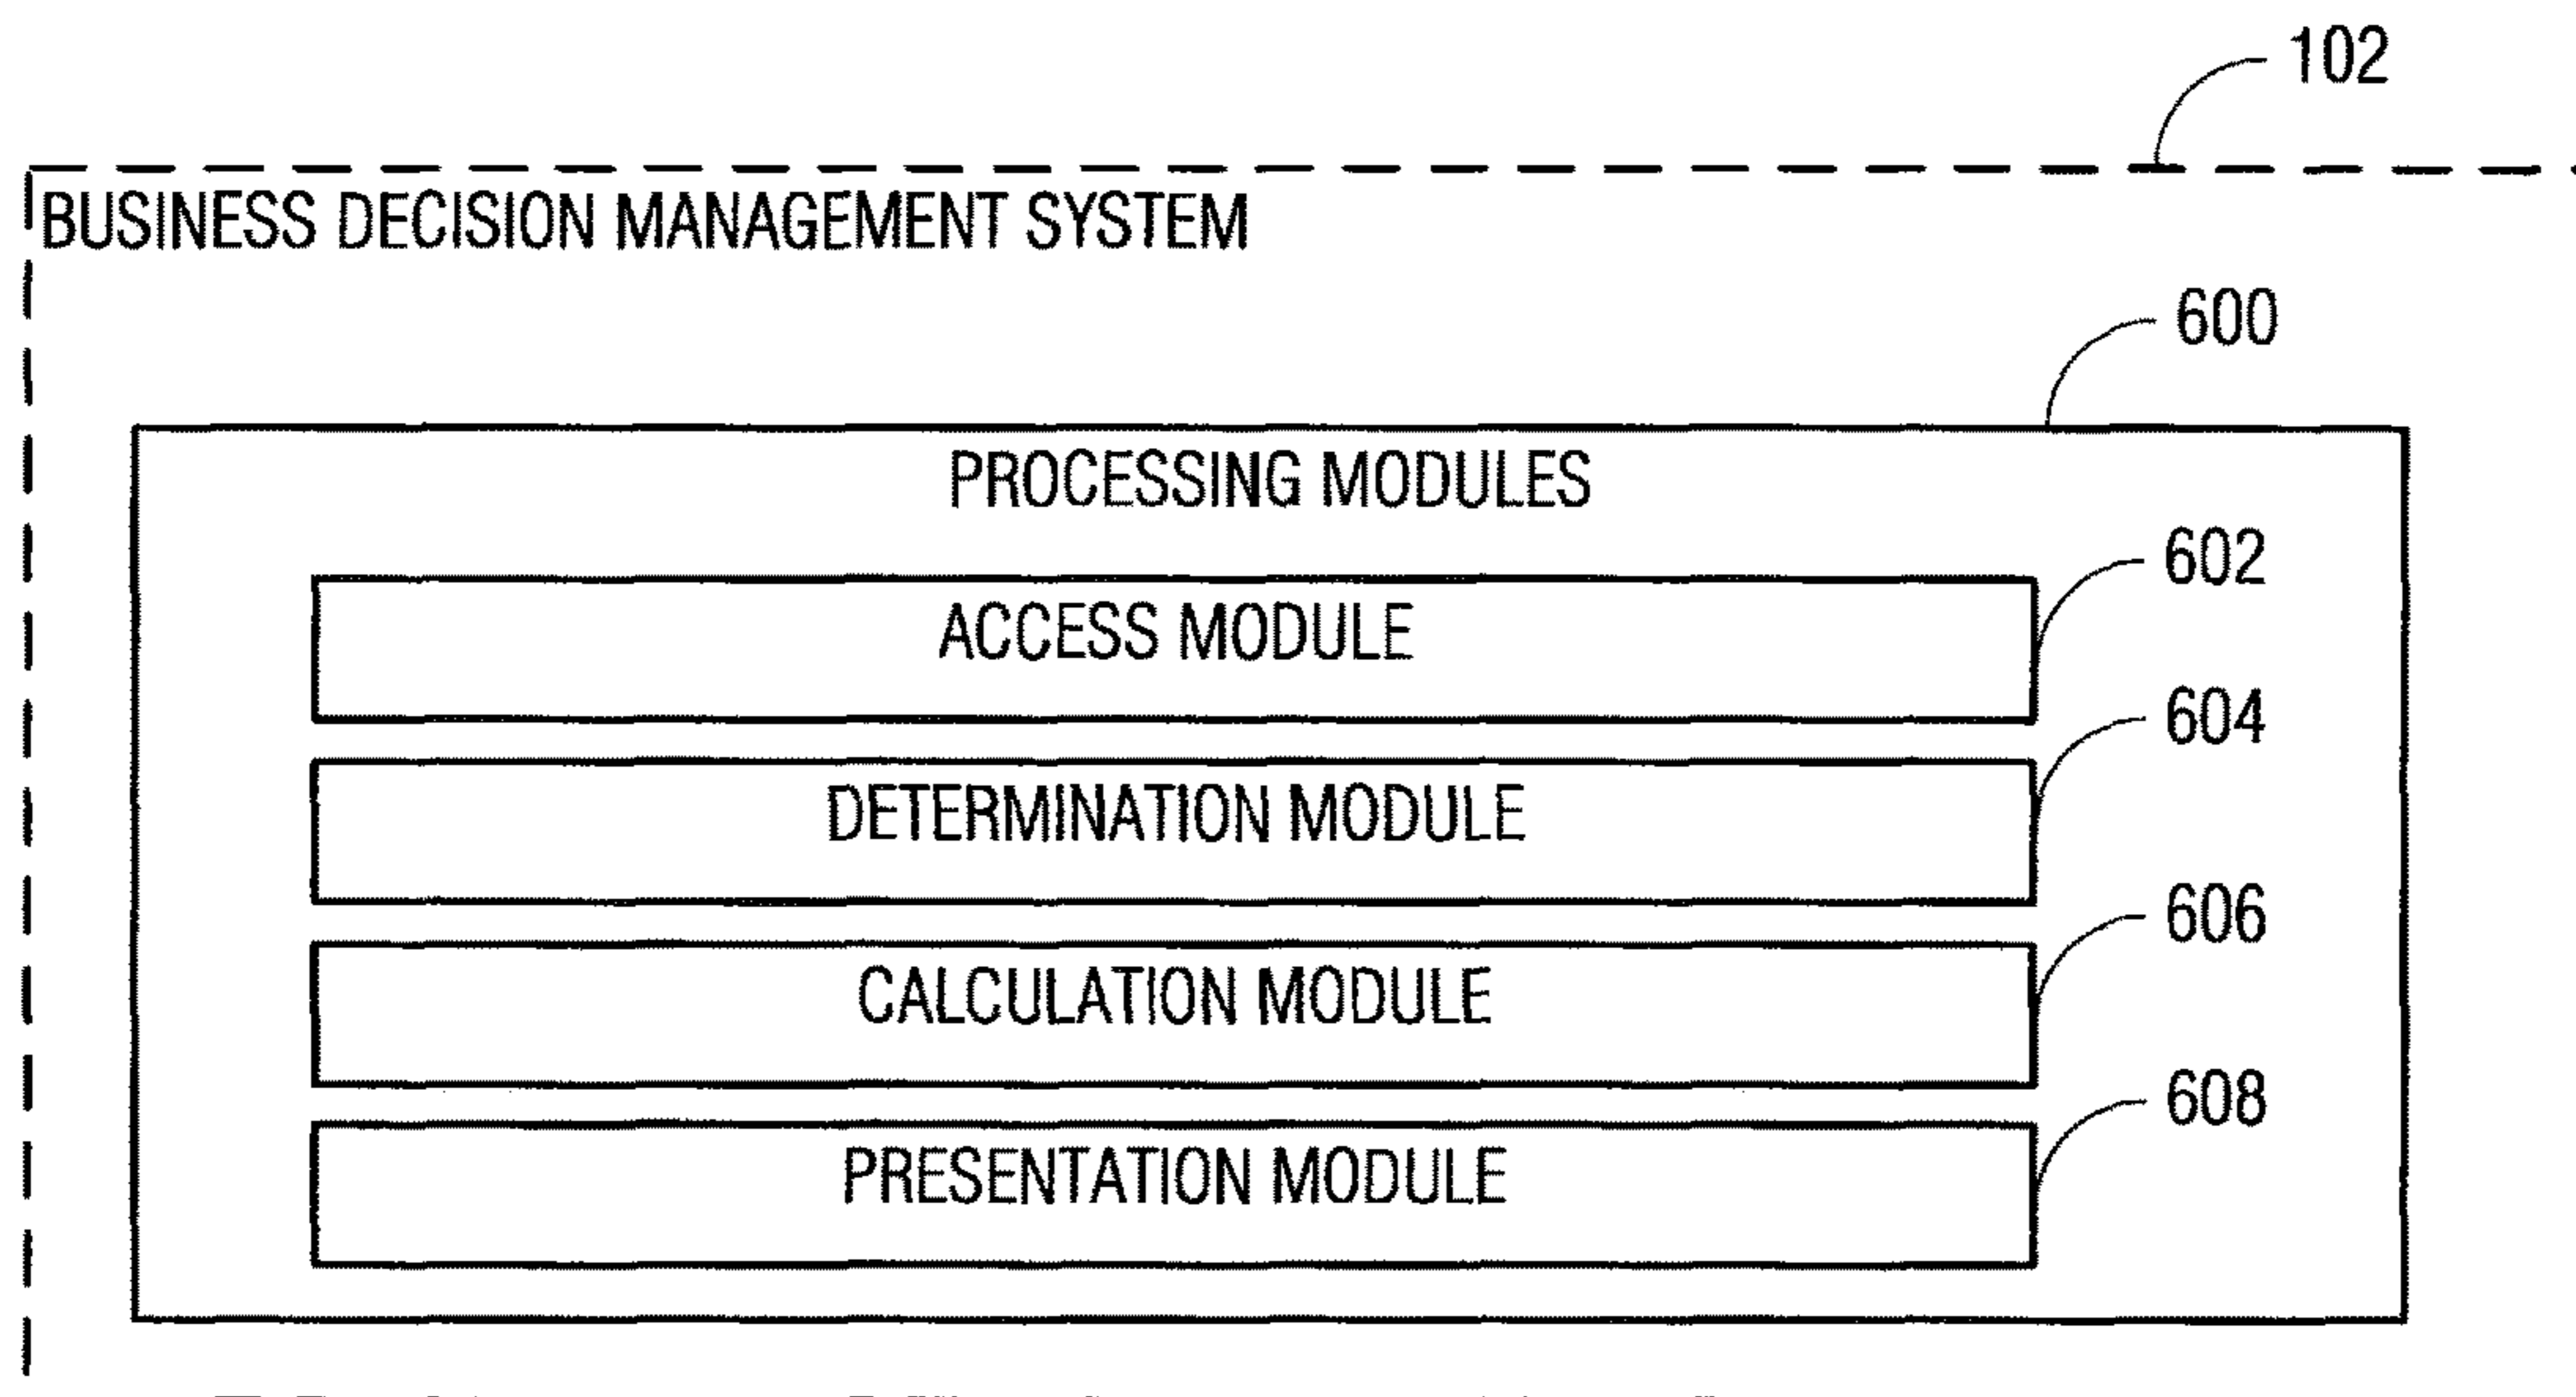 102
BUSINESS DECISION MANAGEMENT SYSTEM
600
PROCESSING MODULES
602
ACCESS MODULE
604
DETERMINATION MODULE
606
CALCULATION MODULE
608
PRESENTATION MODULE